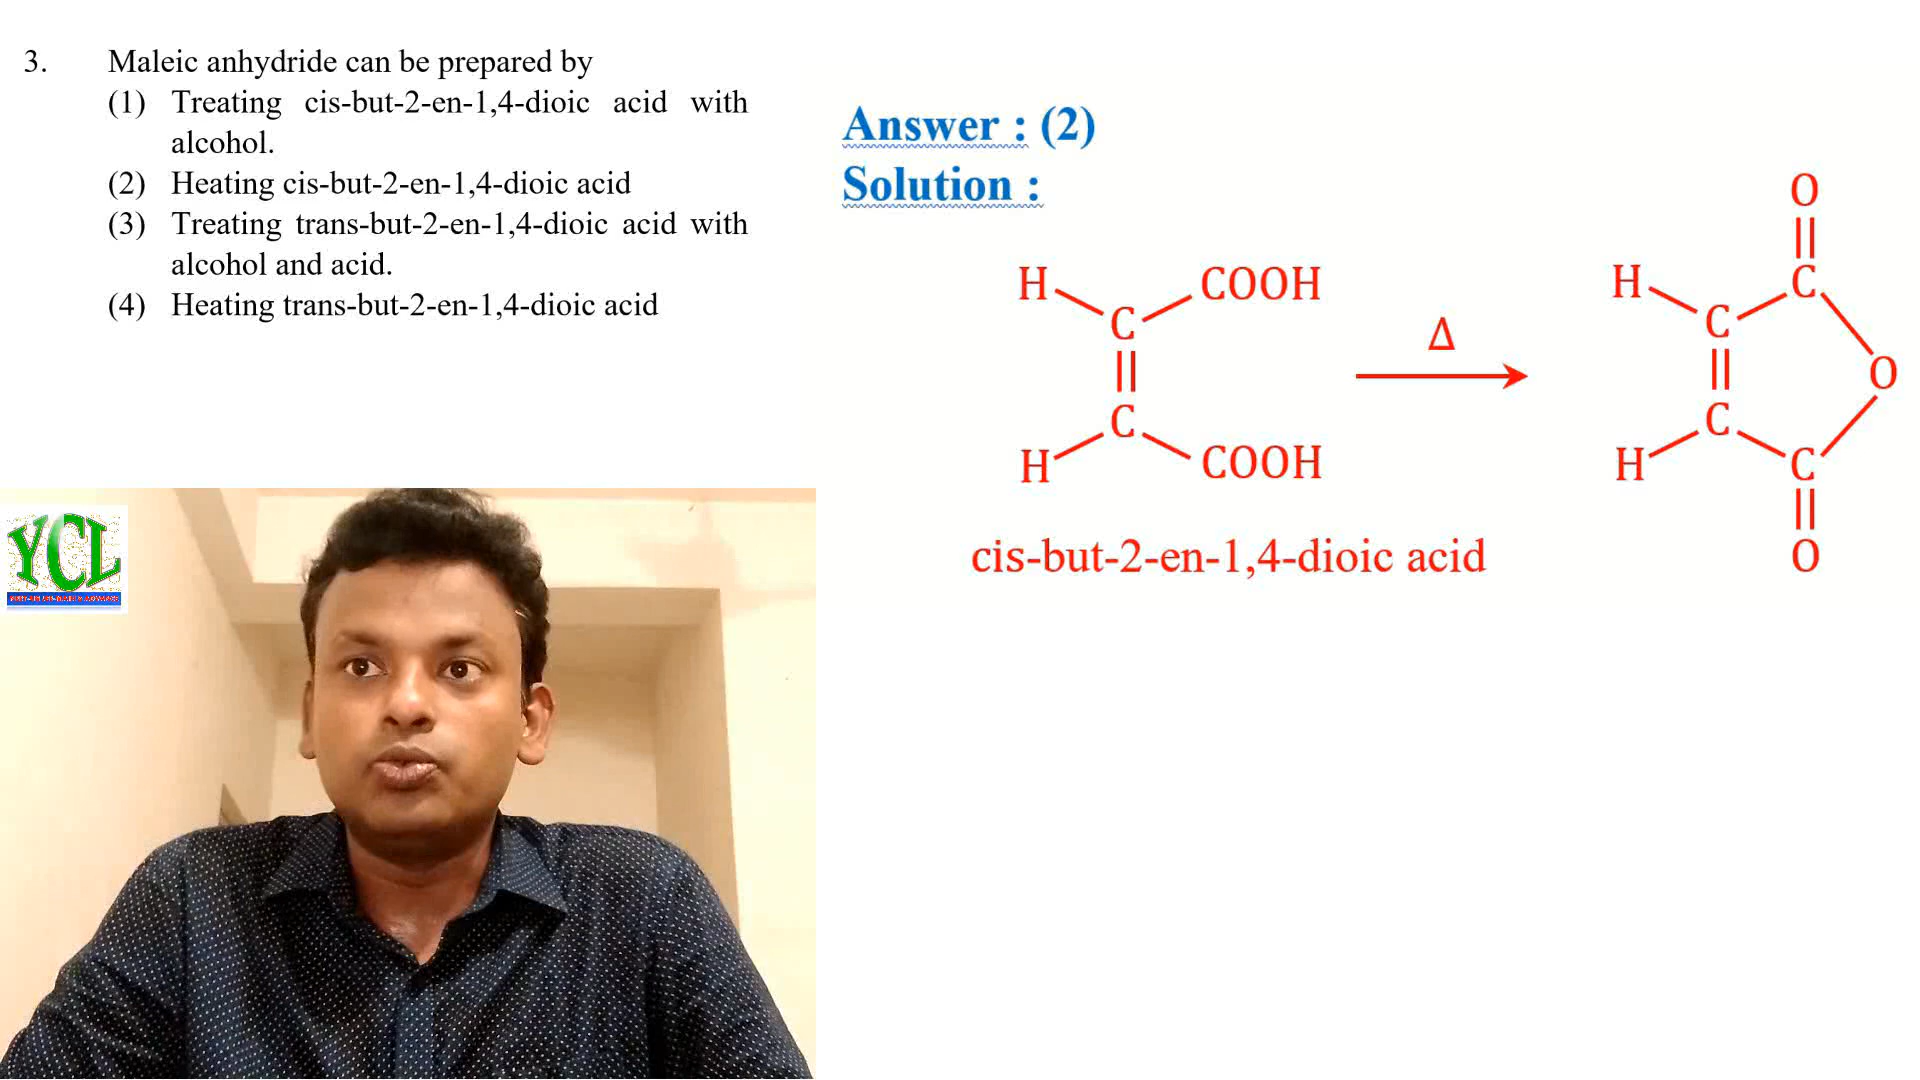 3. Maleic anhydride can be prepared by
(1) Treating cis-but-2-en-1,4-dioic acid with
alcohol.
(2) Heating cis-but-2-en-1,4-dioic acid
(3) Treating trans-but-2-en-1,4-dioic acid with
alcohol and acid.
(4) Heating trans-but-2-en-1,4-dioic acid
Answer : (2)
Solution :
H COOH
C
C
H COOH
Δ
cis-but-2-en-1,4-dioic acid
O
H C
C
O
C
H C
O
YCL